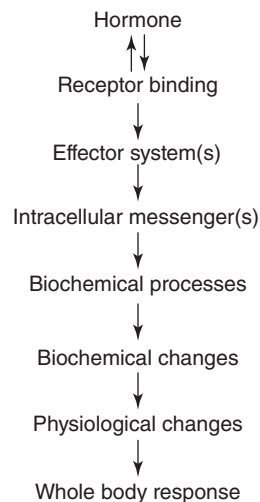 Hormone
Receptor binding
Effector system(s)
Intracellular messenger(s)
Biochemical processes
Biochemical changes
Physiological changes
Whole body response